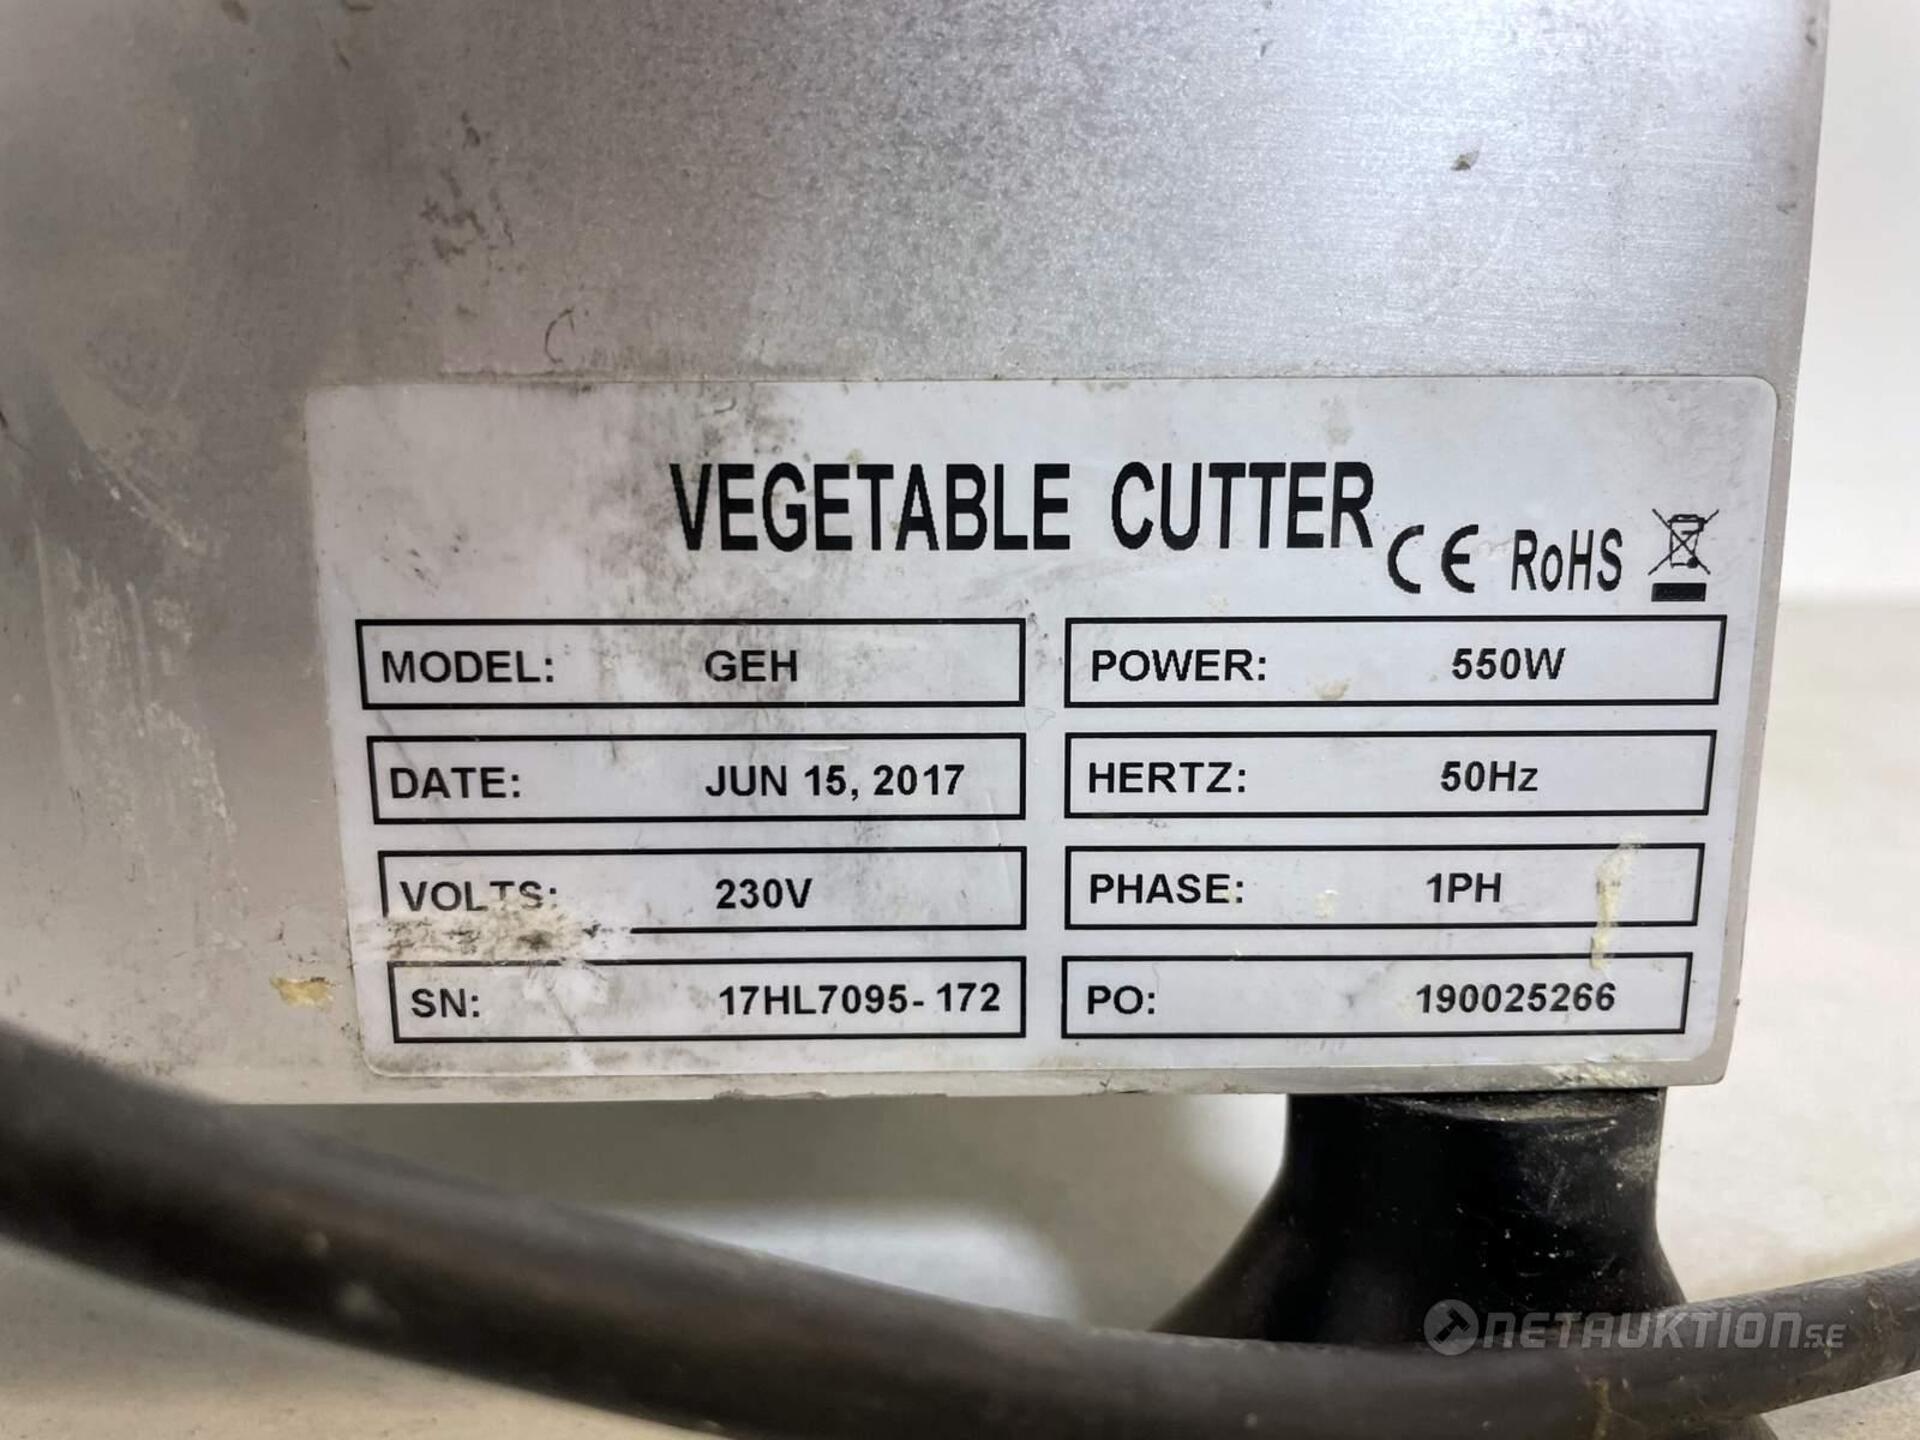 VEGETABLE CUTTER
CE RoHS
MODEL: GEH
POWER: 550W
DATE: JUN 15, 2017
HERTZ: 50Hz
VOLTS: 230V
PHASE: 1PH
SN: 17HL7095-172
PO: 190025266
NETAUKTION.SE